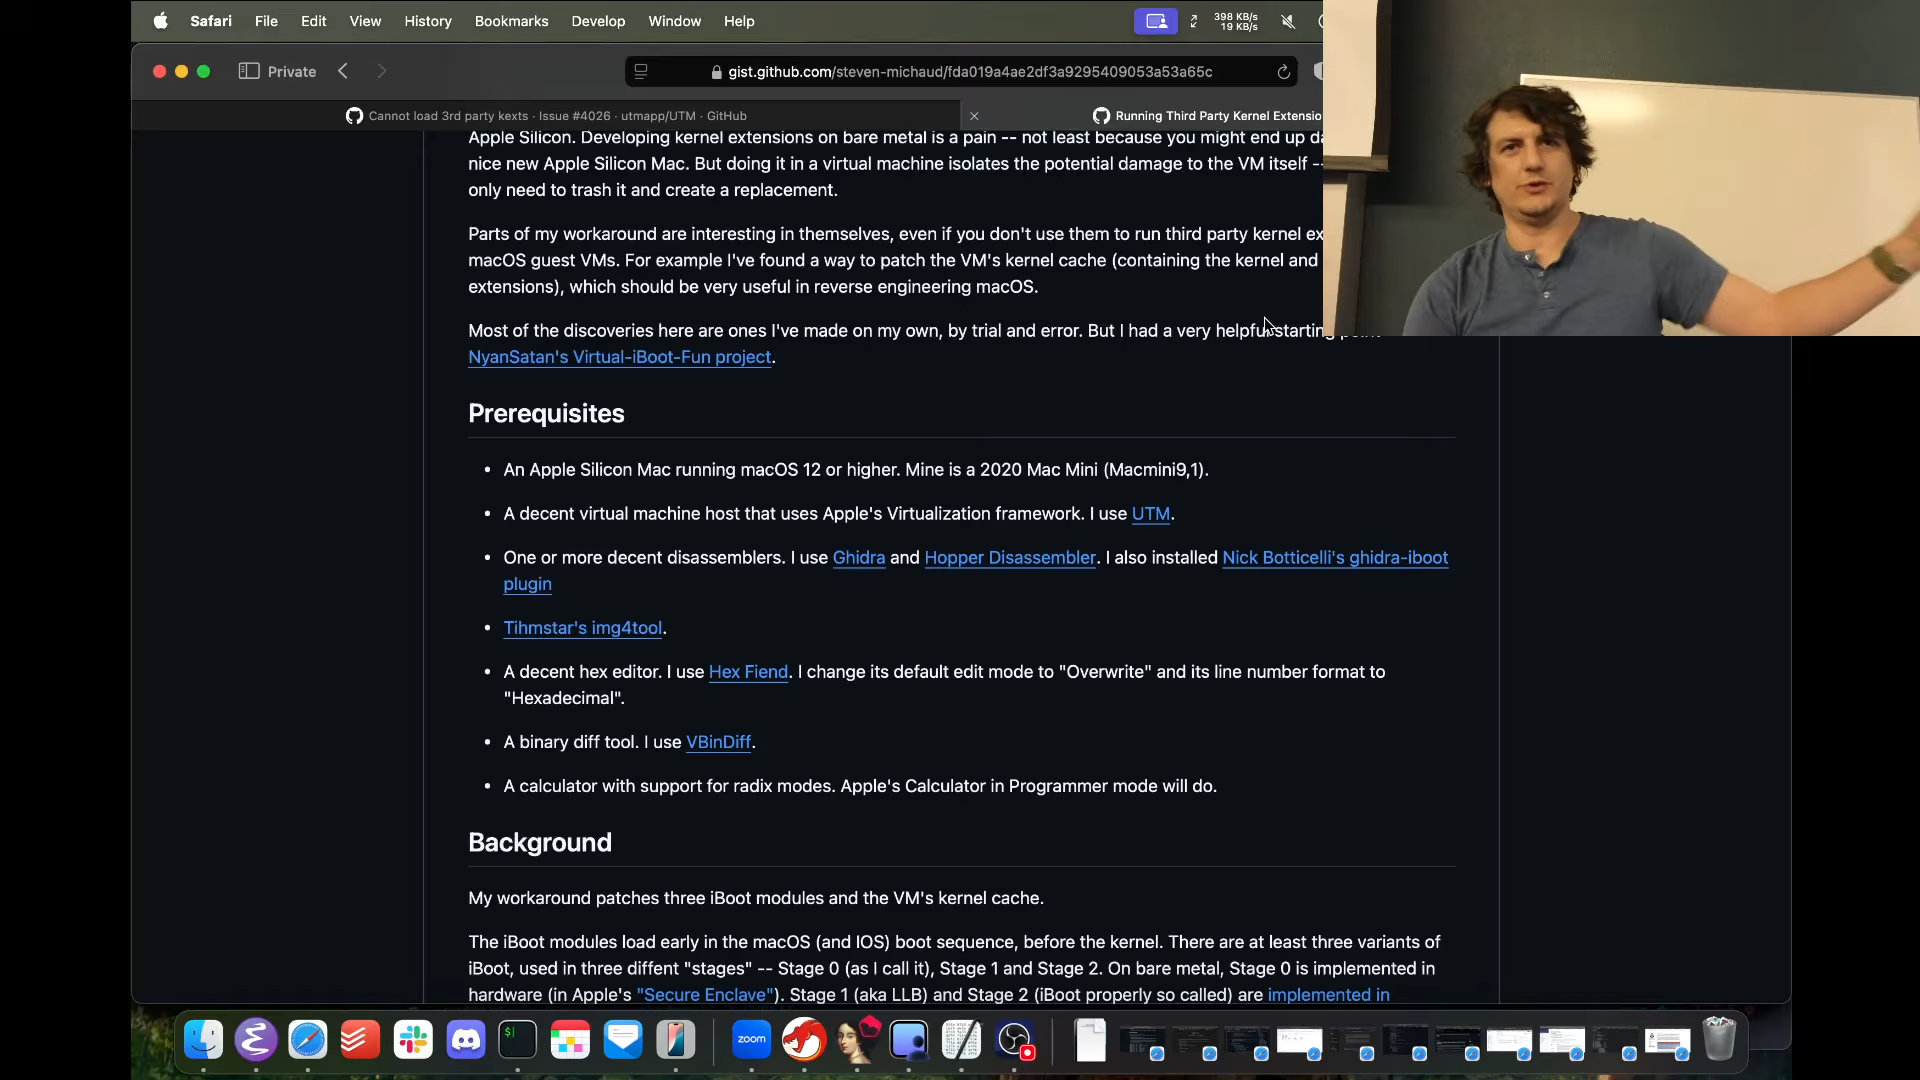 Safari File Edit View History Bookmarks Develop Window Help
398 KB/s
19 KB/s
Private
gist.github.com/steven-michaud/fda019a4ae2df3a9295409053a53a65c
Cannot load 3rd party kexts · Issue #4026 · utmapp/UTM · GitHub
Running Third Party Kernel Extensio
Apple Silicon. Developing kernel extensions on bare metal is a pain -- not least because you might end up da
nice new Apple Silicon Mac. But doing it in a virtual machine isolates the potential damage to the VM itself --
only need to trash it and create a replacement.
Parts of my workaround are interesting in themselves, even if you don't use them to run third party kernel ex
macOS guest VMs. For example I've found a way to patch the VM's kernel cache (containing the kernel and
extensions), which should be very useful in reverse engineering macOS.
Most of the discoveries here are ones I've made on my own, by trial and error. But I had a very helpful starting point
NyanSatan's Virtual-iBoot-Fun project.
Prerequisites
• An Apple Silicon Mac running macOS 12 or higher. Mine is a 2020 Mac Mini (Macmini9,1).
• A decent virtual machine host that uses Apple's Virtualization framework. I use UTM.
• One or more decent disassemblers. I use Ghidra and Hopper Disassembler. I also installed Nick Botticelli's ghidra-iboot
plugin
• Tihmstar's img4tool.
• A decent hex editor. I use Hex Fiend. I change its default edit mode to "Overwrite" and its line number format to
"Hexadecimal".
• A binary diff tool. I use VBinDiff.
• A calculator with support for radix modes. Apple's Calculator in Programmer mode will do.
Background
My workaround patches three iBoot modules and the VM's kernel cache.
The iBoot modules load early in the macOS (and IOS) boot sequence, before the kernel. There are at least three variants of
iBoot, used in three diffent "stages" -- Stage 0 (as I call it), Stage 1 and Stage 2. On bare metal, Stage 0 is implemented in
hardware (in Apple's "Secure Enclave"). Stage 1 (aka LLB) and Stage 2 (iBoot properly so called) are implemented in
$
zoom